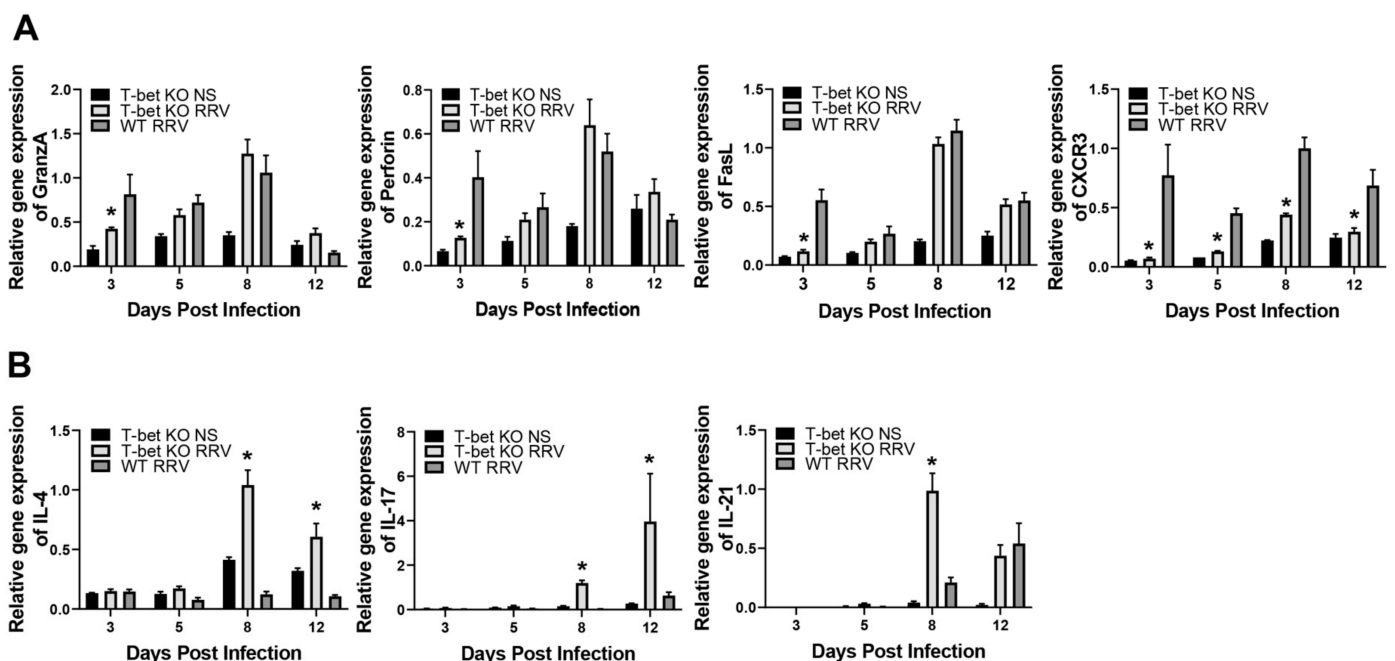 A
Relative gene expression
of GranzA
2.0
1.5
1.0
0.5
0.0
T-bet KO NS
T-bet KO RRV
WT RRV
*
3
5
8
12
Days Post Infection
Relative gene expression
of Perforin
0.8
0.6
0.4
0.2
0.0
T-bet KO NS
T-bet KO RRV
WT RRV
*
3
5
8
12
Days Post Infection
Relative gene expression
of FasL
1.5
1.0
0.5
0.0
T-bet KO NS
T-bet KO RRV
WT RRV
*
3
5
8
12
Days Post Infection
Relative gene expression
of CXCR3
1.5
1.0
0.5
0.0
T-bet KO NS
T-bet KO RRV
WT RRV
*
*
*
*
3
5
8
12
Days Post Infection
B
Relative gene expression
of IL-4
1.5
1.0
0.5
0.0
T-bet KO NS
T-bet KO RRV
WT RRV
*
*
3
5
8
12
Days Post Infection
Relative gene expression
of IL-17
8
6
4
2
0
T-bet KO NS
T-bet KO RRV
WT RRV
*
*
3
5
8
12
Days Post Infection
Relative gene expression
of IL-21
1.5
1.0
0.5
0.0
T-bet KO NS
T-bet KO RRV
WT RRV
*
3
5
8
12
Days Post Infection